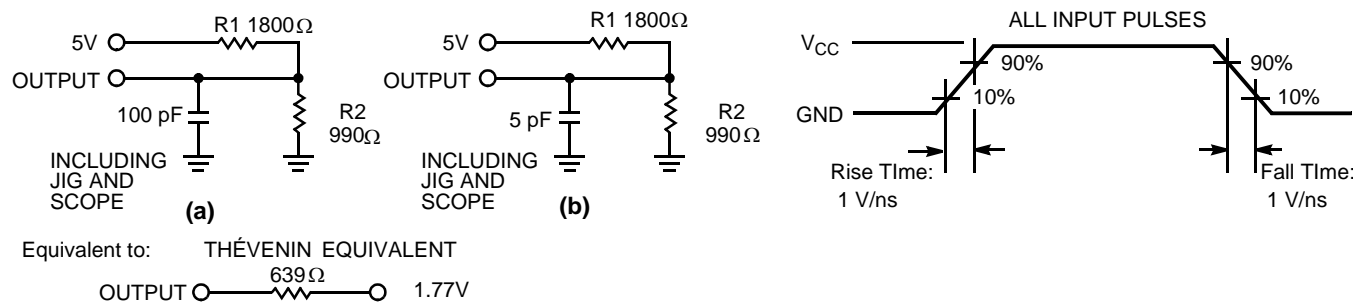 R1 1800Ω
5V
OUTPUT
100 pF
R2
990Ω
INCLUDING
JIG AND
SCOPE
(a)
R1 1800Ω
5V
OUTPUT
5 pF
R2
990Ω
INCLUDING
JIG AND
SCOPE
(b)
ALL INPUT PULSES
VCC
90%
10%
GND
90%
10%
Rise TIme:
1 V/ns
Fall TIme:
1 V/ns
Equivalent to: THÉVENIN EQUIVALENT
639Ω
OUTPUT 1.77V